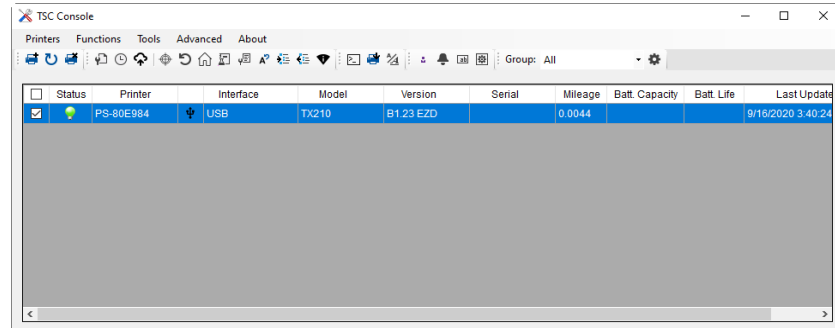 TSC Console
Printers Functions Tools Advanced About
Group: All
Status Printer Interface Model Version Serial Mileage Batt. Capacity Batt. Life Last Update
PS-80E984 USB TX210 B1.23 EZD 0.0044 9/16/2020 3:40:24